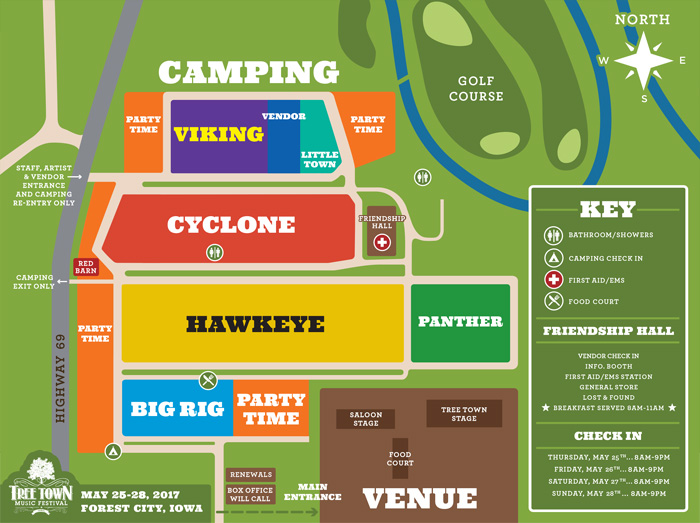 NORTH
W
E
S
GOLF
COURSE
CAMPING
PARTY
TIME
VIKING
VENDOR
LITTLE
TOWN
PARTY
TIME
STAFF, ARTIST
& VENDOR
ENTRANCE
AND CAMPING
RE-ENTRY ONLY
CYCLONE
FRIENDSHIP
HALL
RED
BARN
CAMPING
EXIT ONLY
PARTY
TIME
HAWKEYE
PANTHER
HIGHWAY 69
BIG RIG
PARTY
TIME
SALOON
STAGE
TREE TOWN
STAGE
FOOD
COURT
VENUE
RENEWALS
BOX OFFICE
WILL CALL
MAIN
ENTRANCE
TREE TOWN
MUSIC FESTIVAL
MAY 25-28, 2017
FOREST CITY, IOWA
KEY
BATHROOM/SHOWERS
CAMPING CHECK IN
FIRST AID/EMS
FOOD COURT
FRIENDSHIP HALL
VENDOR CHECK IN
INFO. BOOTH
FIRST AID/EMS STATION
GENERAL STORE
LOST & FOUND
★ BREAKFAST SERVED 8AM-11AM ★
CHECK IN
THURSDAY, MAY 25TH... 8AM-9PM
FRIDAY, MAY 26TH... 8AM-9PM
SATURDAY, MAY 27TH... 8AM-9PM
SUNDAY, MAY 28TH... 8AM-9PM